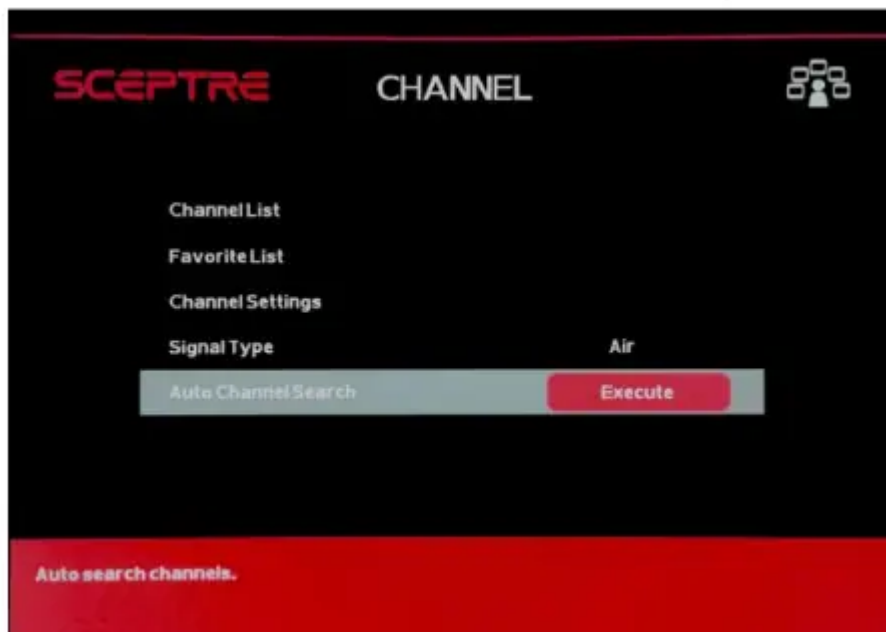 SCEPTRE CHANNEL
Channel List
Favorite List
Channel Settings
Signal Type Air
Auto Channel Search Execute
Auto search channels.